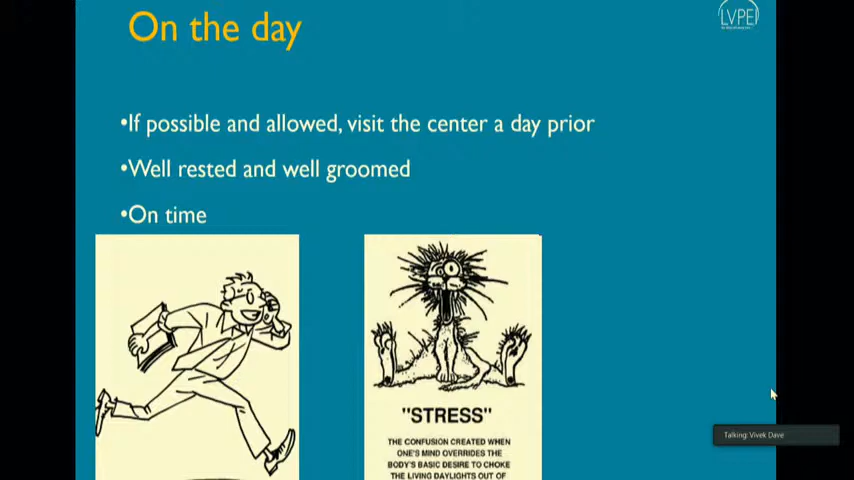 On the day
LVPEI
•If possible and allowed, visit the center a day prior
•Well rested and well groomed
•On time
"STRESS"
THE CONFUSION CREATED WHEN
ONE'S MIND OVERRIDES THE
BODY'S BASIC DESIRE TO CHOKE
THE LIVING DAYLIGHTS OUT OF
Talking: Vivek Dave